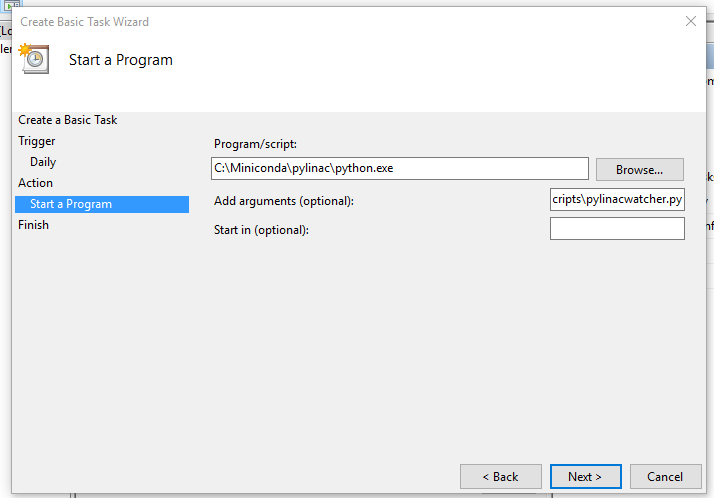 Create Basic Task Wizard
Start a Program
Create a Basic Task
Trigger
Daily
Action
Start a Program
Finish
Program/script:
C:\Miniconda\pylinac\python.exe
Browse...
Add arguments (optional):
cripts\pylinacwatcher.py
Start in (optional):
< Back
Next >
Cancel